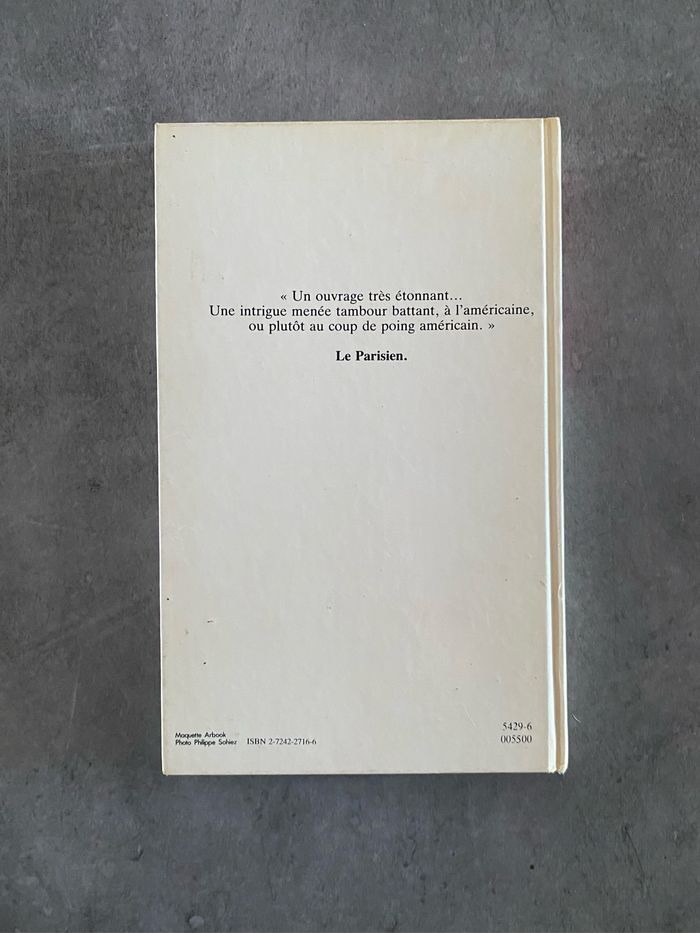 « Un ouvrage très étonnant...
Une intrigue menée tambour battant, à l'américaine,
ou plutôt au coup de poing américain. »
Le Parisien.
Maquette Arbook
Photo Philippe Sohiez ISBN 2-7242-2716-6
5429-6
005500